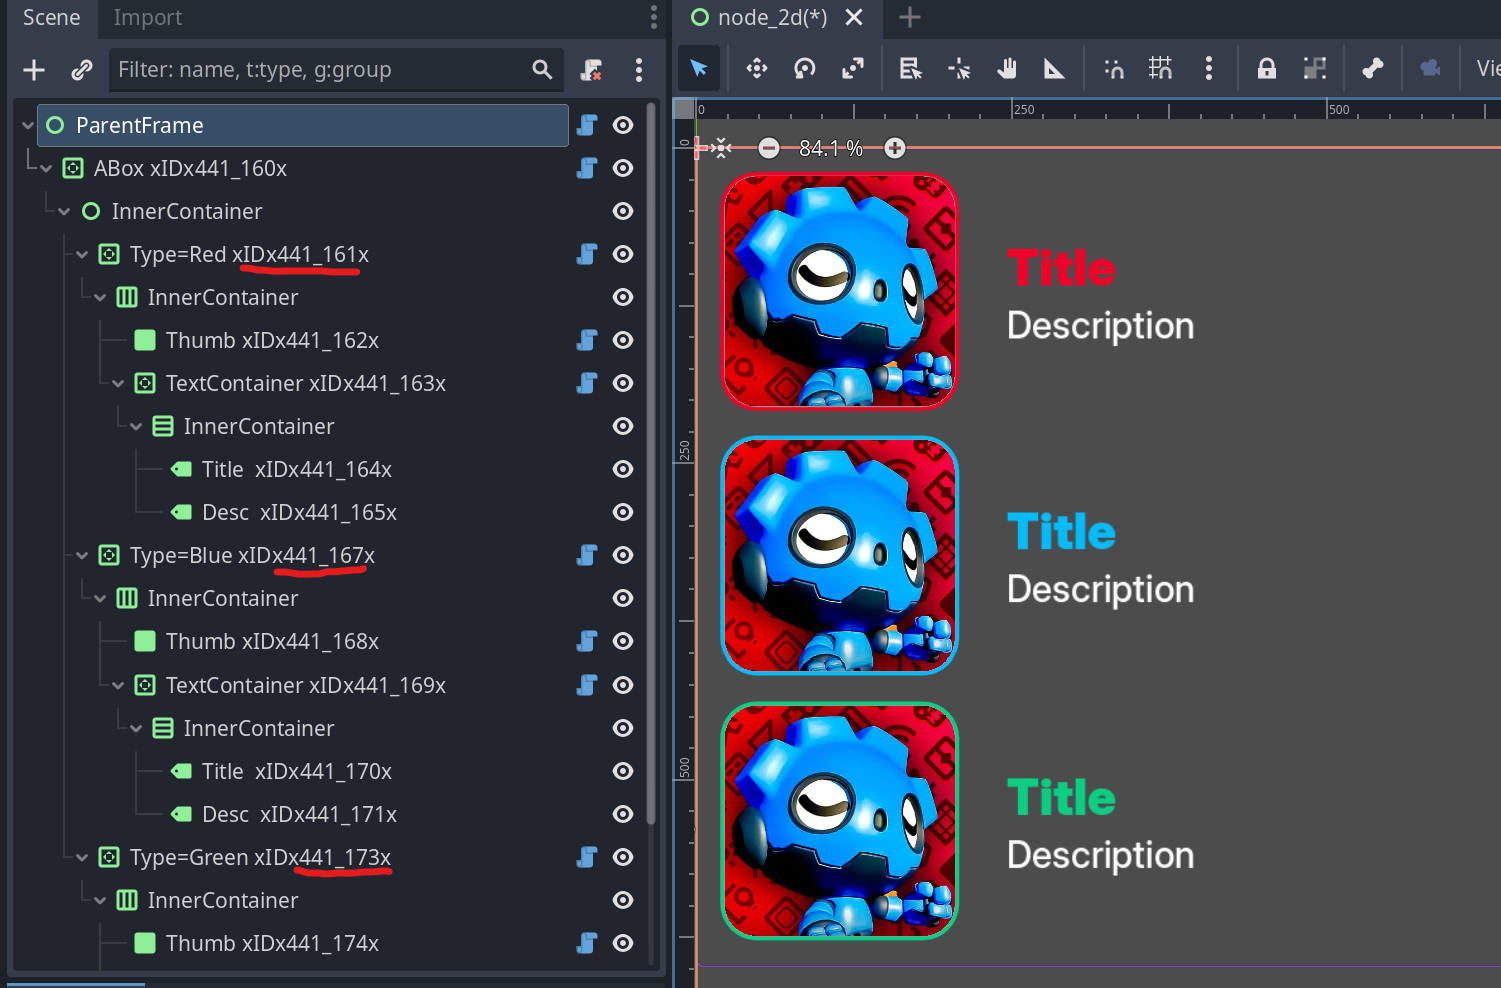 Scene Import
Filter: name, t:type, g:group
ParentFrame
ABox xIDx441_160x
InnerContainer
Type=Red xIDx441_161x
InnerContainer
Thumb xIDx441_162x
TextContainer xIDx441_163x
InnerContainer
Title xIDx441_164x
Desc xIDx441_165x
Type=Blue xIDx441_167x
InnerContainer
Thumb xIDx441_168x
TextContainer xIDx441_169x
InnerContainer
Title xIDx441_170x
Desc xIDx441_171x
Type=Green xIDx441_173x
InnerContainer
Thumb xIDx441_174x
node_2d(*)
0 250 500
0
84.1 %
250
500
Title
Description
Title
Description
Title
Description